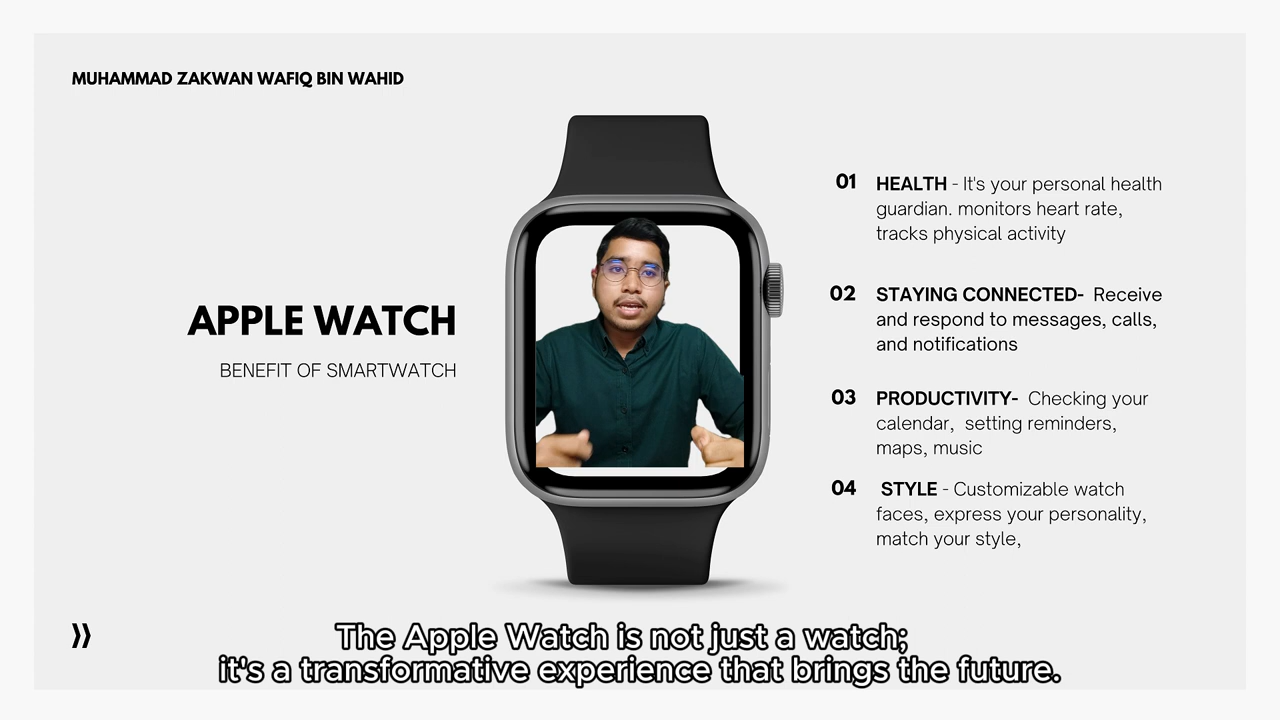 MUHAMMAD ZAKWAN WAFIQ BIN WAHID
APPLE WATCH
BENEFIT OF SMARTWATCH
01 HEALTH - It's your personal health
guardian. monitors heart rate,
tracks physical activity
02 STAYING CONNECTED- Receive
and respond to messages, calls,
and notifications
03 PRODUCTIVITY- Checking your
calendar, setting reminders,
maps, music
04 STYLE - Customizable watch
faces, express your personality,
match your style,
The Apple Watch is not just a watch;
it's a transformative experience that brings the future.